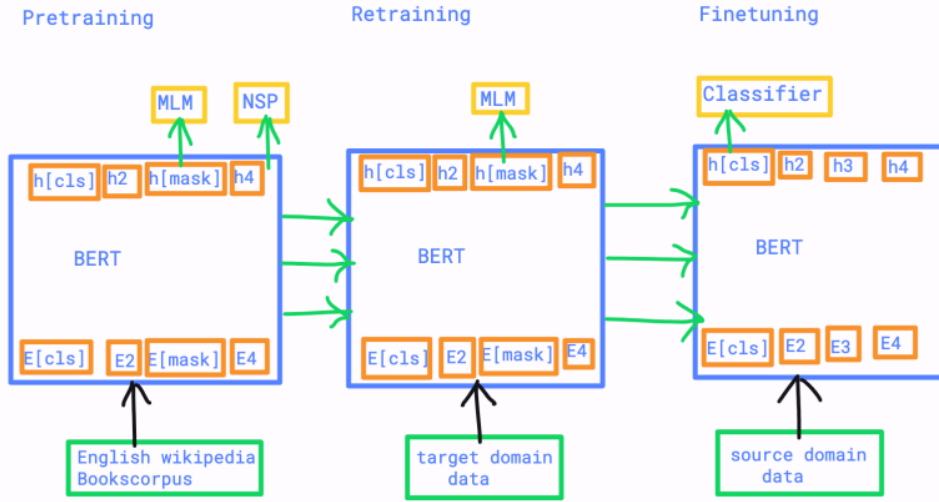 Pretraining
Retraining
Finetuning
MLM
NSP
MLM
Classifier
h[cls] h2 h[mask] h4
h[cls] h2 h[mask] h4
h[cls] h2 h3 h4
BERT
BERT
BERT
E[cls] E2 E[mask] E4
E[cls] E2 E[mask] E4
E[cls] E2 E3 E4
English wikipedia
Bookscorpus
target domain
data
source domain
data